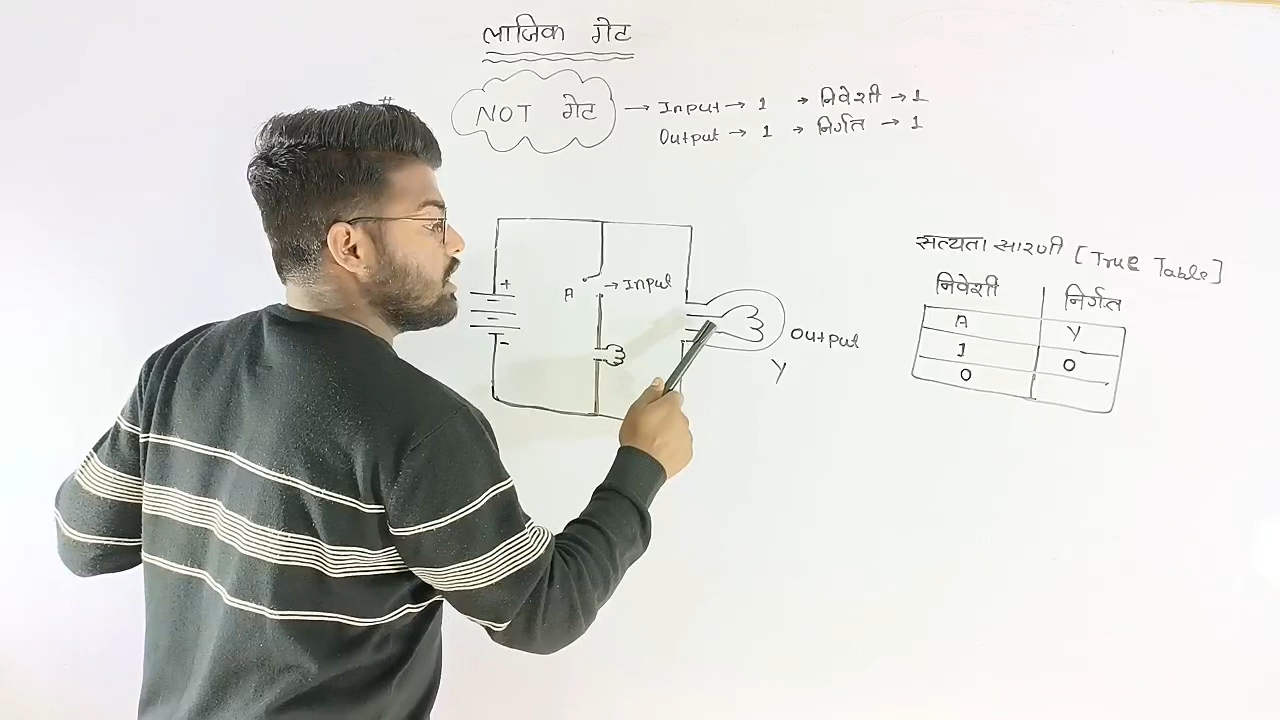 लाजिक गेट
NOT गेट → Input → 1 → निवेशी → 1
Output → 1 → निर्गत → 1
+
A → Input
-
Output
Y
सत्यता सारणी [True Table]
निवेशी निर्गत
A Y
1 0
0